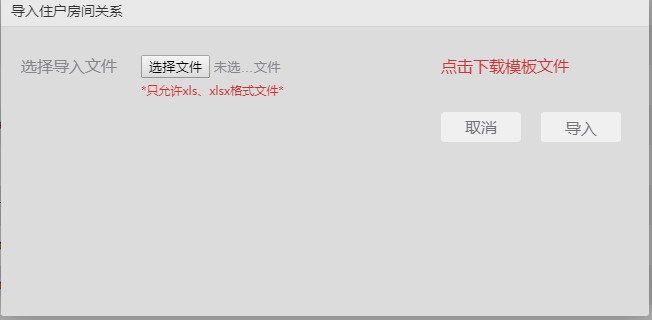 导入住户房间关系
选择导入文件 选择文件 未选...文件 点击下载模板文件
*只允许xls、xlsx格式文件*
取消 导入